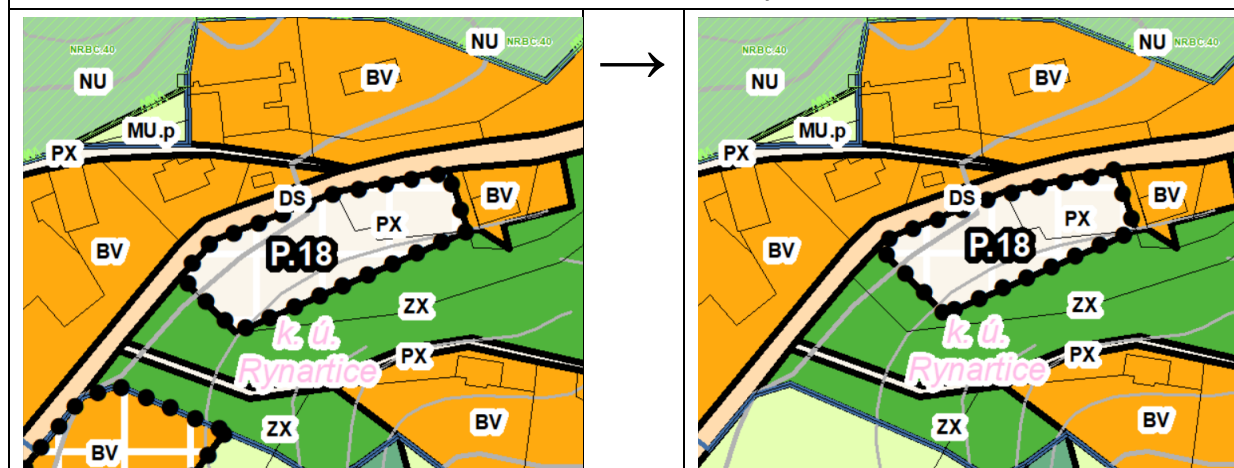 NRBC.40
NU
NU
BV
MU.p
PX
DS
BV
PX
BV
P.18
ZX
k. ú.
Rynartice
PX
ZX
BV
BV
→
NU
NRBC.40
NRBC.40
NU
BV
MU.p
PX
DS
BV
PX
BV
P.18
ZX
k. ú.
Rynartice
PX
ZX
BV
NRBC.40